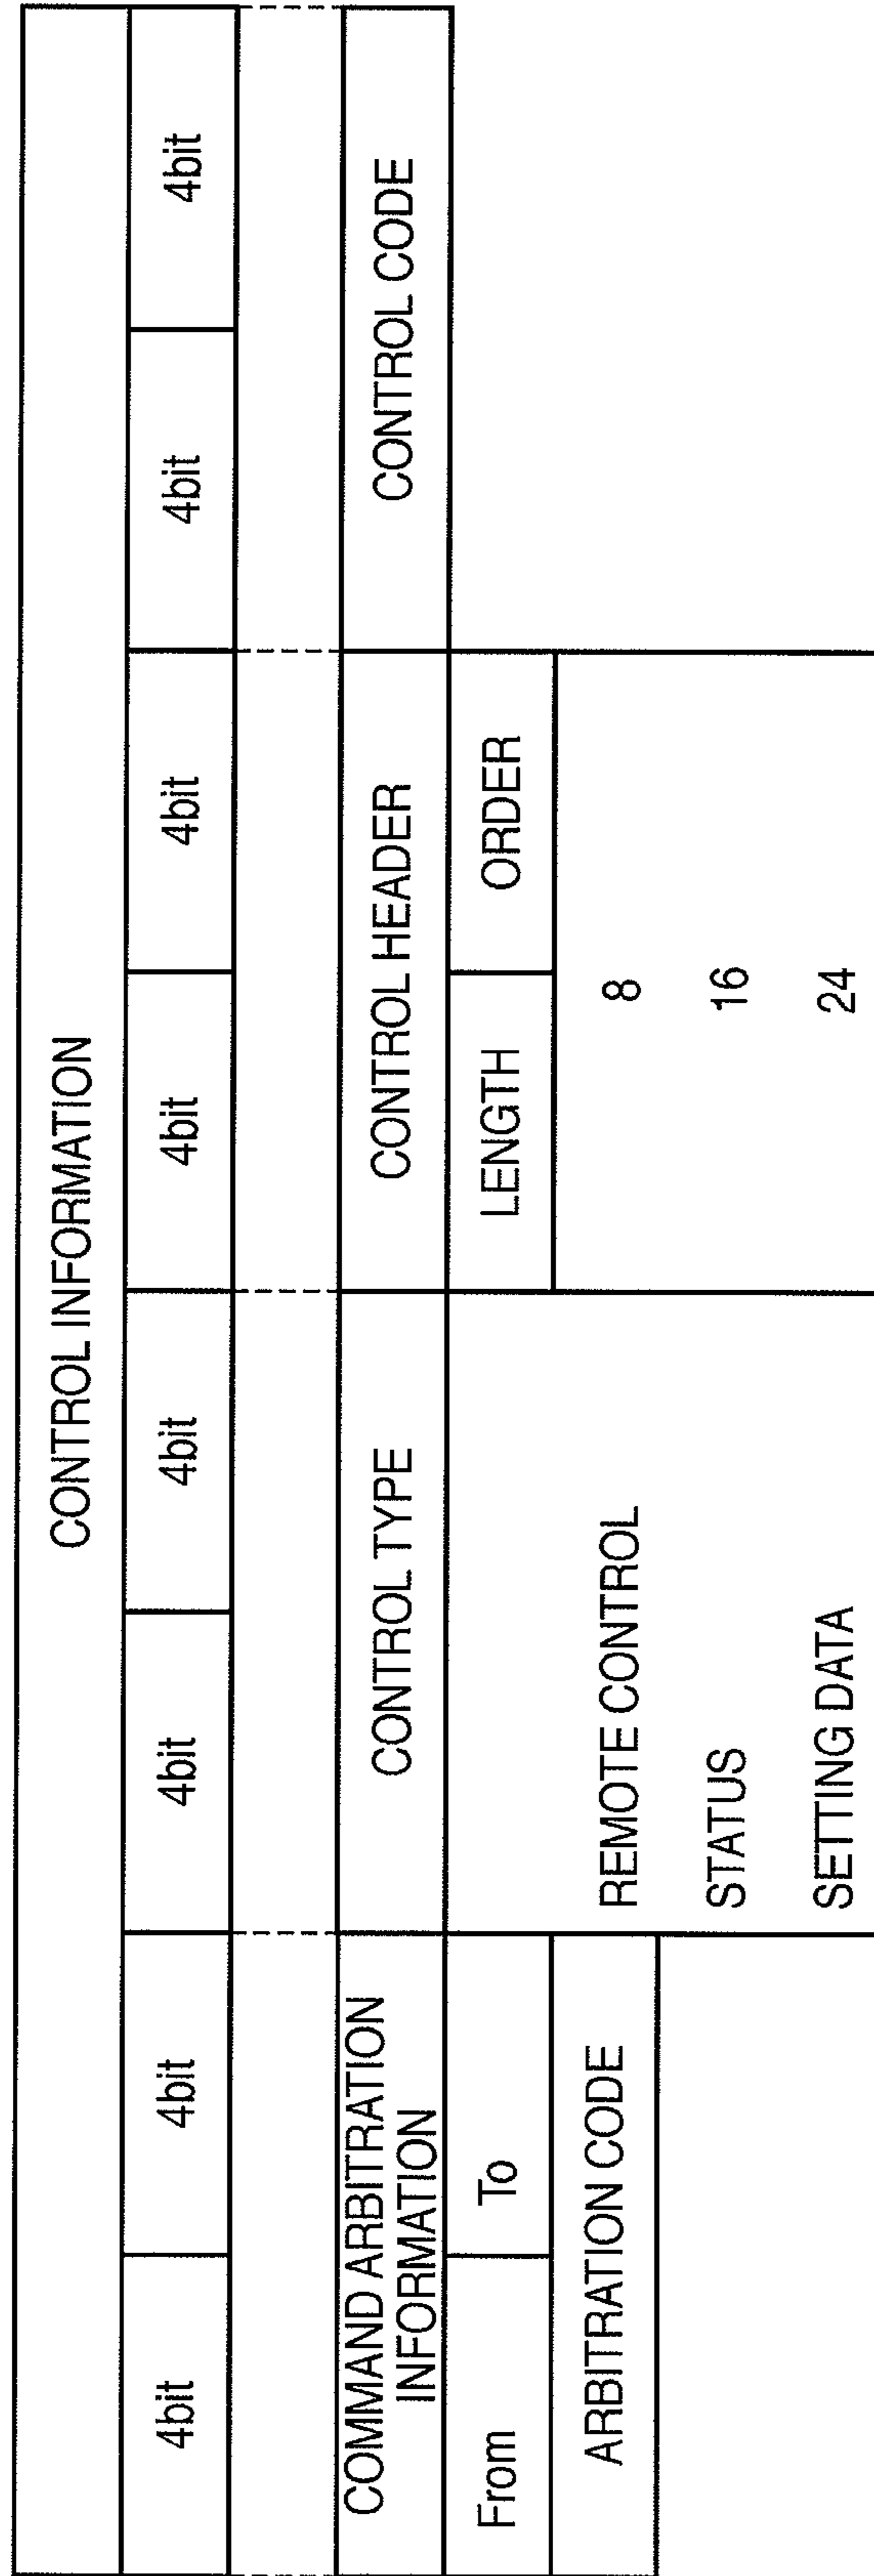 CONTROL INFORMATION
4bit 4bit 4bit 4bit 4bit 4bit 4bit 4bit
COMMAND ARBITRATION
INFORMATION
CONTROL TYPE
CONTROL HEADER
CONTROL CODE
From To
LENGTH ORDER
ARBITRATION CODE
REMOTE CONTROL 8
STATUS 16
SETTING DATA 24